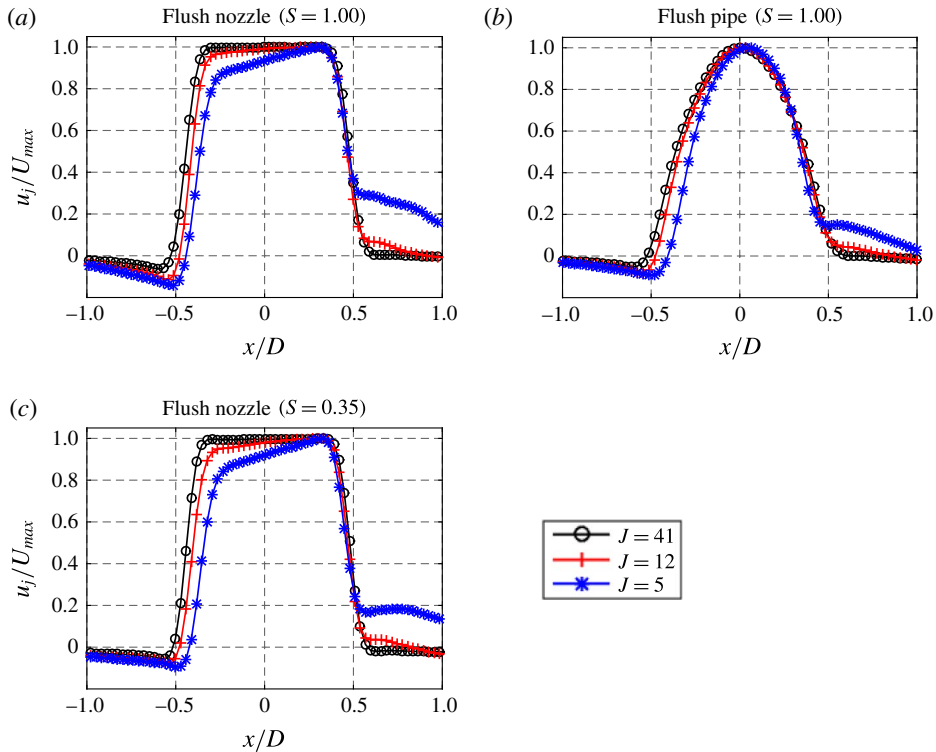 (a) Flush nozzle (S = 1.00)
1.0
0.8
0.6
0.4
0.2
0
u_j/U_max
−1.0 −0.5 0 0.5 1.0
x/D
(b) Flush pipe (S = 1.00)
1.0
0.8
0.6
0.4
0.2
0
−1.0 −0.5 0 0.5 1.0
x/D
(c) Flush nozzle (S = 0.35)
1.0
0.8
0.6
0.4
0.2
0
u_j/U_max
−1.0 −0.5 0 0.5 1.0
x/D
J = 41
J = 12
J = 5